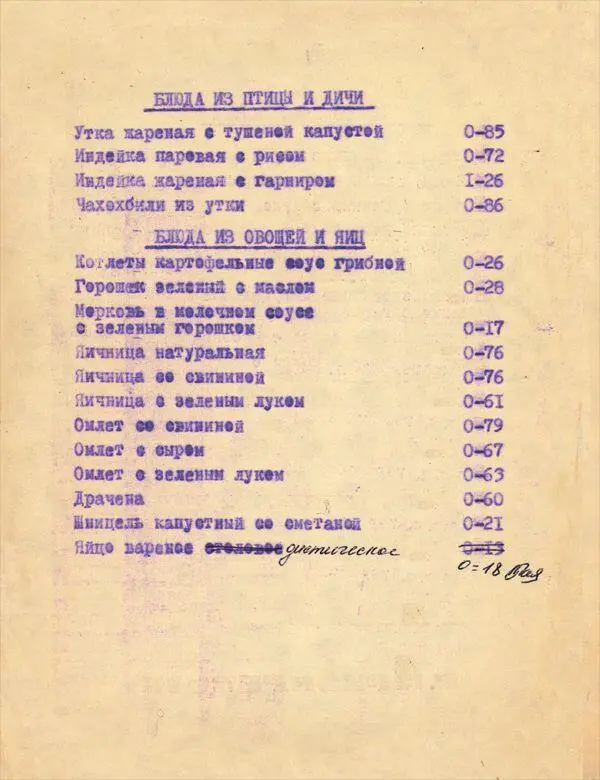 БЛЮДА ИЗ ПТИЦЫ И ДИЧИ
Утка жареная с тушеной капустой 0-85
Индейка паровая с рисом 0-72
Индейка жареная с гарниром I-26
Чахохбили из утки 0-86
БЛЮДА ИЗ ОВОЩЕЙ И ЯИЦ
Котлеты картофельные соус грибной 0-26
Горошек зеленый с маслом 0-28
Морковь в молочном соусе
с зеленым горошком 0-17
Яичница натуральная 0-76
Яичница со свининой 0-76
Яичница с зеленым луком 0-61
Омлет со свининой 0-79
Омлет с сыром 0-67
Омлет с зеленым луком 0-63
Драчена 0-60
Шницель капустный со сметаной 0-21
Яйцо вареное столовое диетическое 0-13
0=18